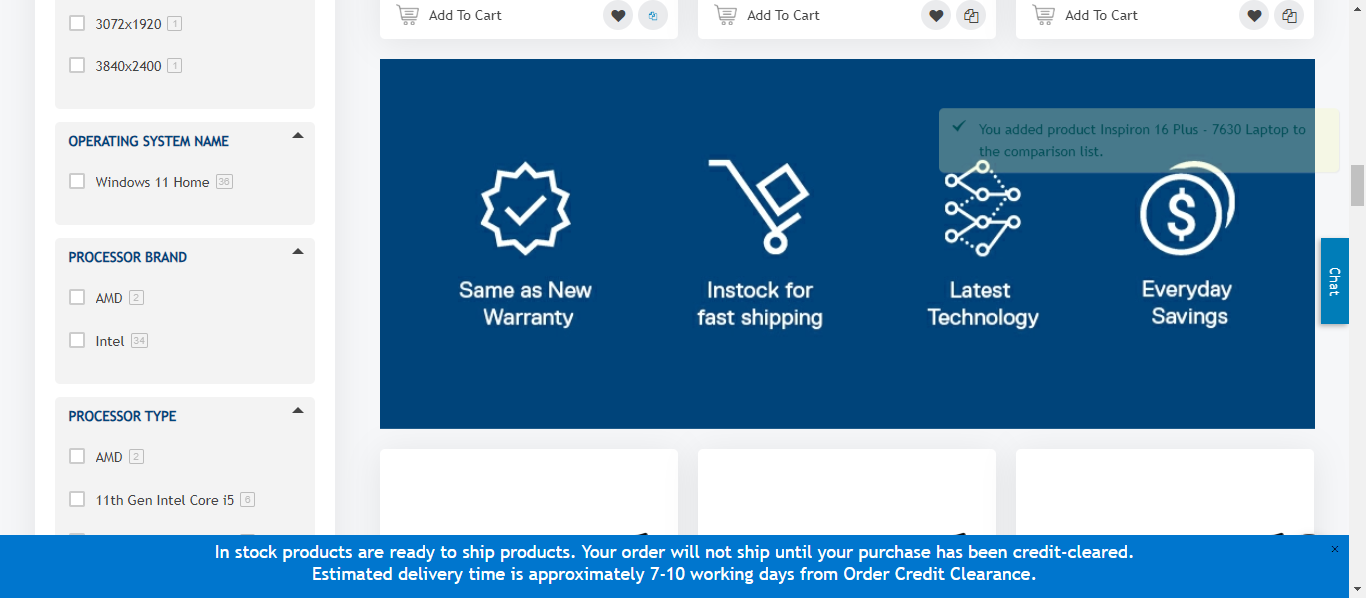 3072x1920 1
3840x2400 1
OPERATING SYSTEM NAME
Windows 11 Home 36
PROCESSOR BRAND
AMD 2
Intel 34
PROCESSOR TYPE
AMD 2
11th Gen Intel Core i5 6
Add To Cart
Add To Cart
Add To Cart
You added product Inspiron 16 Plus - 7630 Laptop to
the comparison list.
Same as New
Warranty
Instock for
fast shipping
Latest
Technology
Everyday
Savings
Chat
In stock products are ready to ship products. Your order will not ship until your purchase has been credit-cleared.
Estimated delivery time is approximately 7-10 working days from Order Credit Clearance.